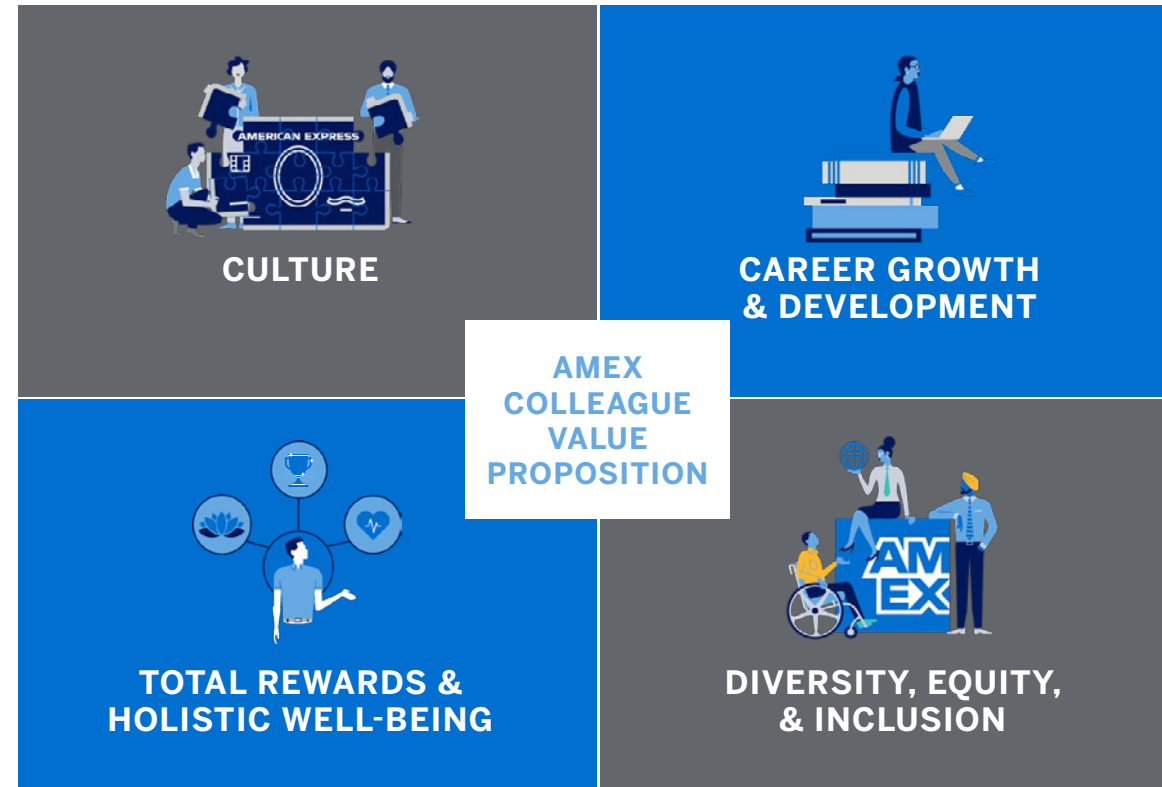 AMERICAN EXPRESS
CULTURE
CAREER GROWTH
& DEVELOPMENT
AMEX
COLLEAGUE
VALUE
PROPOSITION
TOTAL REWARDS &
HOLISTIC WELL-BEING
AM
EX
DIVERSITY, EQUITY,
& INCLUSION